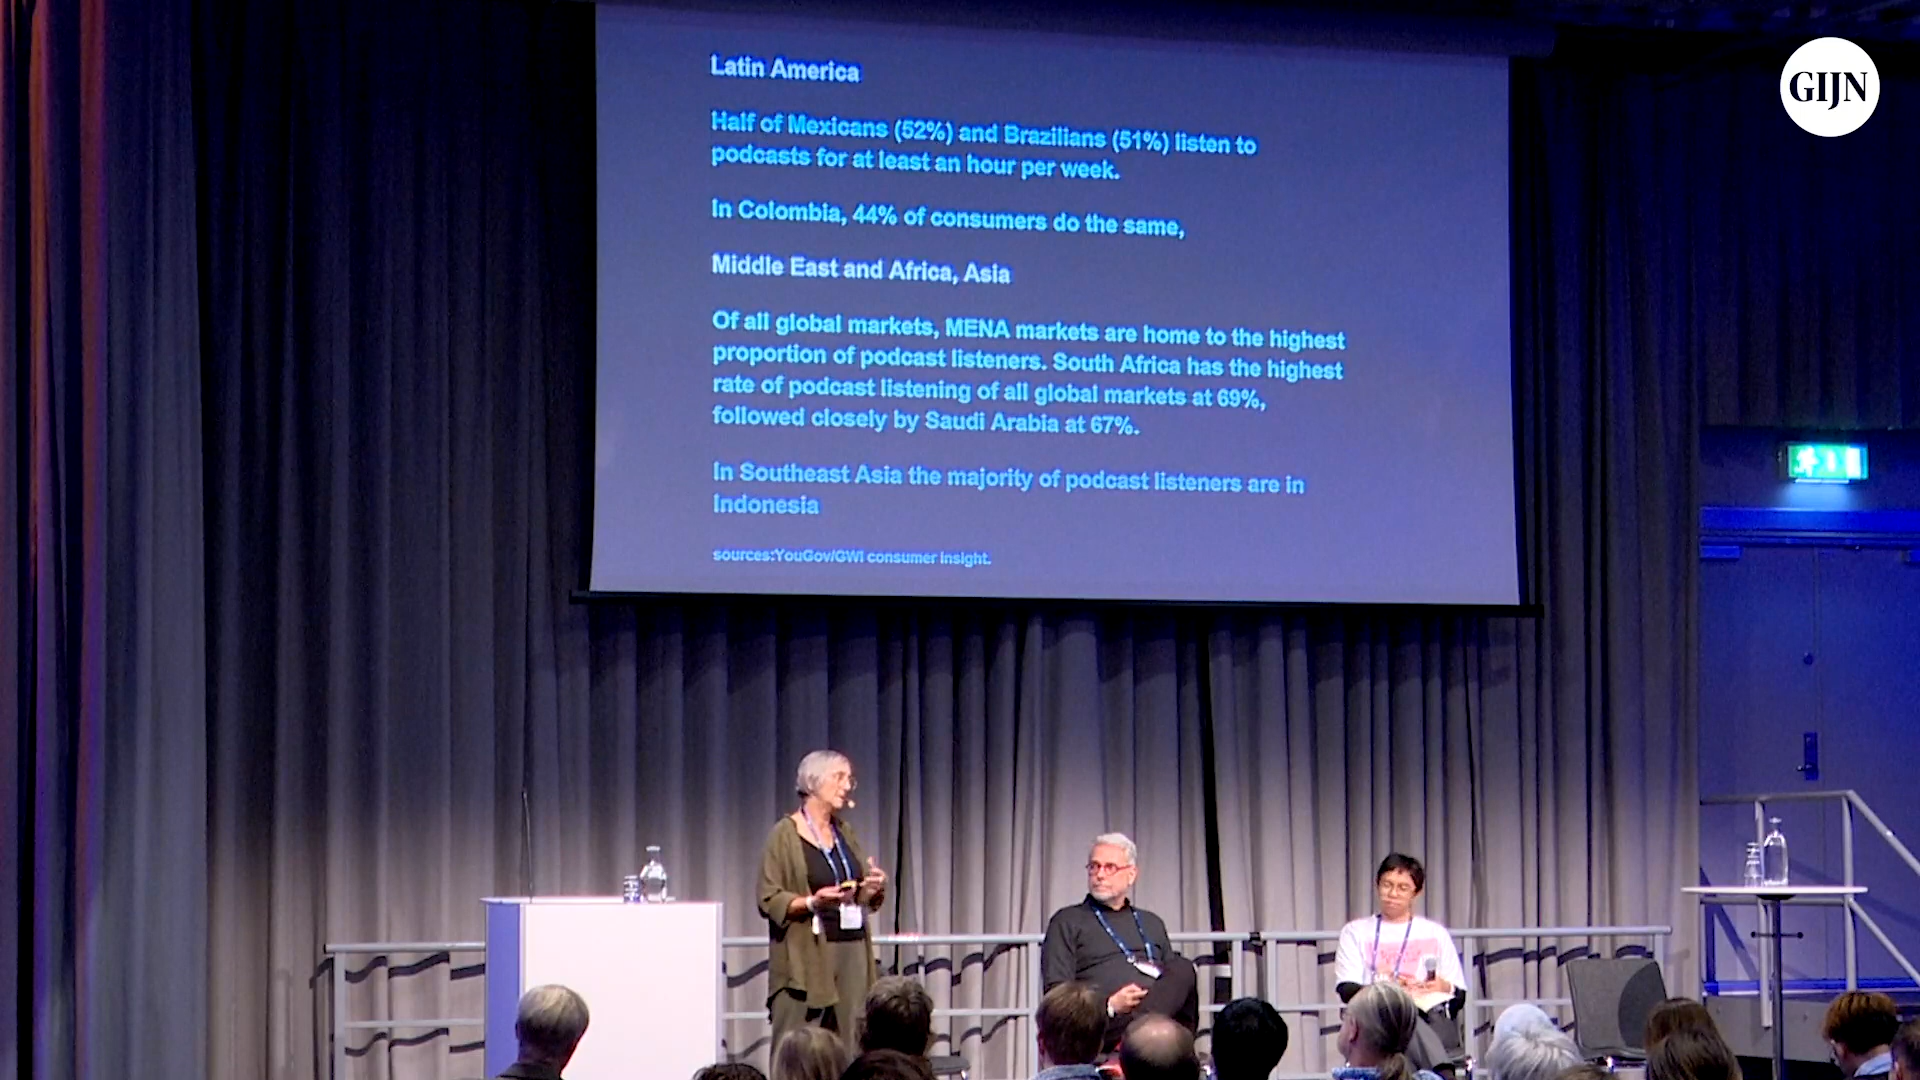 GIJN
Latin America
Half of Mexicans (52%) and Brazilians (51%) listen to
podcasts for at least an hour per week.
In Colombia, 44% of consumers do the same,
Middle East and Africa, Asia
Of all global markets, MENA markets are home to the highest
proportion of podcast listeners. South Africa has the highest
rate of podcast listening of all global markets at 69%,
followed closely by Saudi Arabia at 67%.
In Southeast Asia the majority of podcast listeners are in
Indonesia
sources:YouGov/GWI consumer insight.